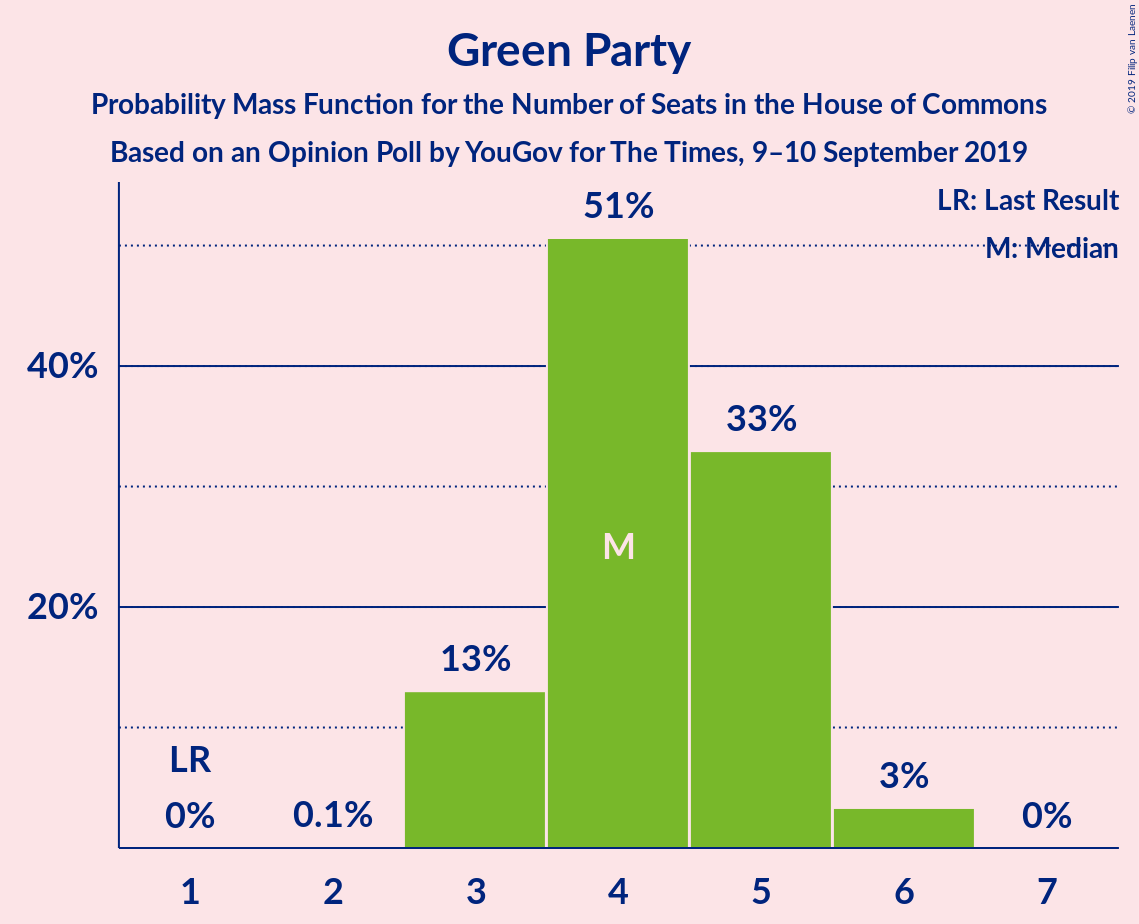 Green Party
Probability Mass Function for the Number of Seats in the House of Commons
Based on an Opinion Poll by YouGov for The Times, 9–10 September 2019
© 2019 Filip van Laenen
LR: Last Result
M: Median
51%
40%
33%
M
20%
13%
LR
3%
0%
0.1%
0%
1 2 3 4 5 6 7